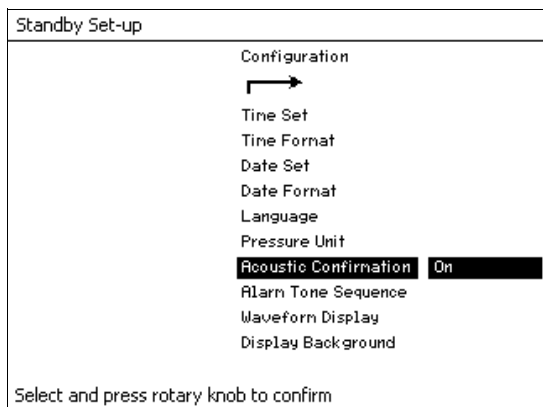 Standby Set-up
Configuration
Time Set
Time Format
Date Set
Date Format
Language
Pressure Unit
Acoustic Confirmation On
Alarm Tone Sequence
Waveform Display
Display Background
Select and press rotary knob to confirm